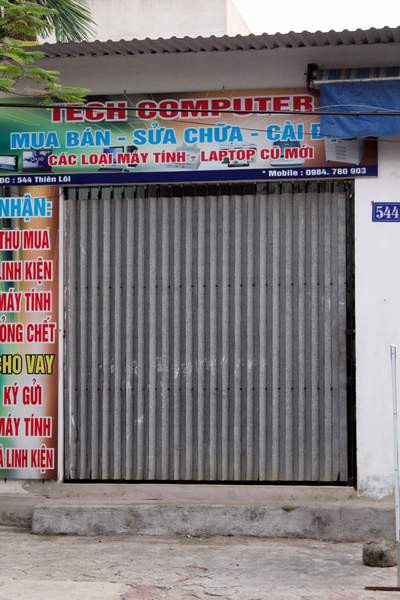 TECH COMPUTER
MUA BÁN - SỬA CHỮA - CÀI
CÁC LOẠI MÁY TÍNH - LAPTOP CŨ MỚI
ĐC : 544 Thiên Lôi
* Mobile : 0984. 780 903
544
NHẬN:
THU MUA
LINH KIỆN
MÁY TÍNH
HỎNG CHẾT
CHO VAY
KÝ GỬI
MÁY TÍNH
LINH KIỆN